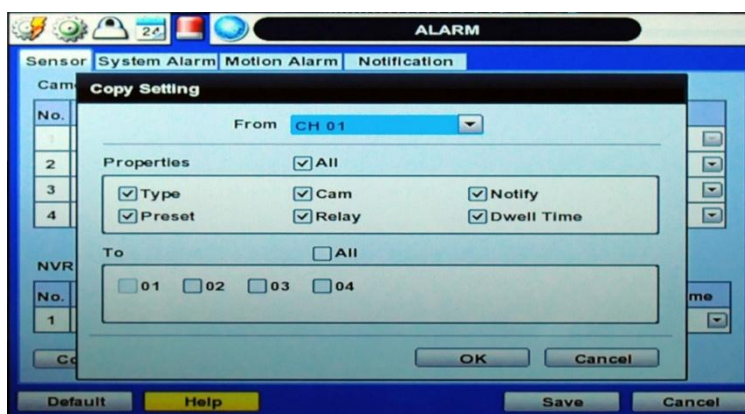 24
ALARM
Sensor System Alarm Motion Alarm Notification
Copy Setting
No.
From CH 01
1
2
3
4
Properties All
Type Cam Notify
Preset Relay Dwell Time
To All
NVR
01 02 03 04
No.
1
OK Cancel
Default Help Save Cancel